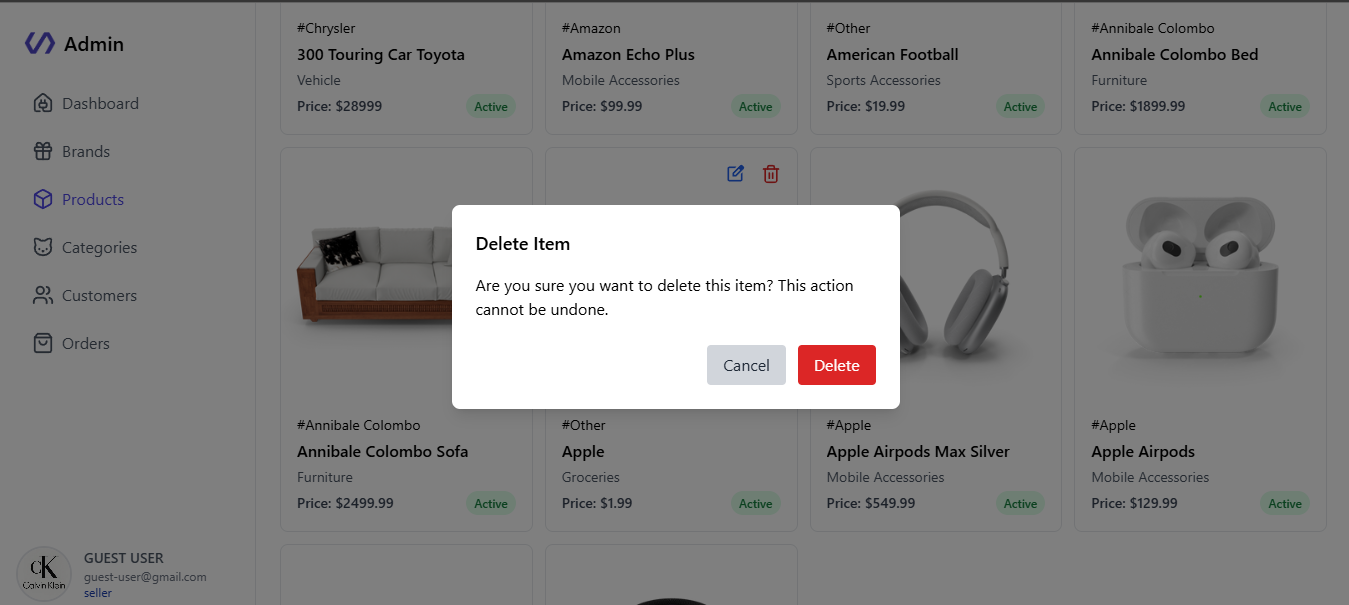 Admin
Dashboard
Brands
Products
Categories
Customers
Orders
CK
Calvin Klein
GUEST USER
guest-user@gmail.com
seller
#Chrysler
300 Touring Car Toyota
Vehicle
Price: $28999 Active
#Amazon
Amazon Echo Plus
Mobile Accessories
Price: $99.99 Active
#Other
American Football
Sports Accessories
Price: $19.99 Active
#Annibale Colombo
Annibale Colombo Bed
Furniture
Price: $1899.99 Active
Delete Item
Are you sure you want to delete this item? This action
cannot be undone.
Cancel Delete
#Annibale Colombo
Annibale Colombo Sofa
Furniture
Price: $2499.99 Active
#Other
Apple
Groceries
Price: $1.99 Active
#Apple
Apple Airpods Max Silver
Mobile Accessories
Price: $549.99 Active
#Apple
Apple Airpods
Mobile Accessories
Price: $129.99 Active